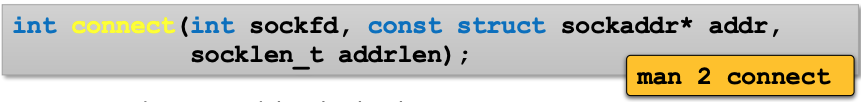 int connect(int sockfd, const struct sockaddr* addr,
socklen_t addrlen);
man 2 connect